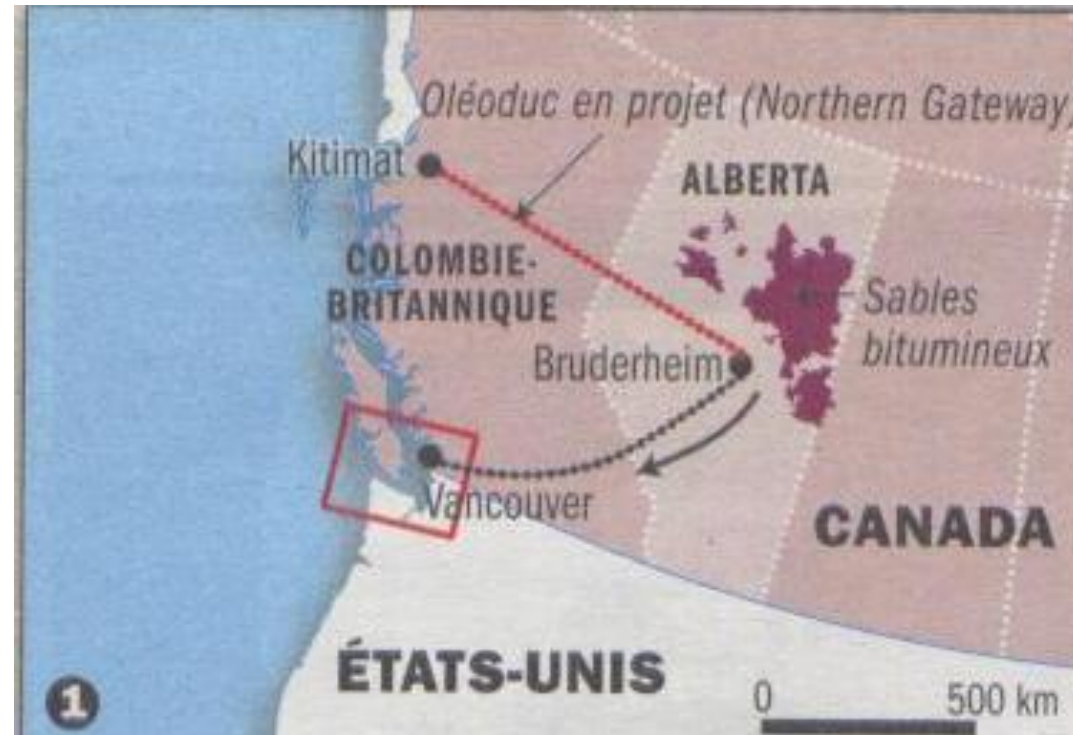 Oléoduc en projet (Northern Gateway)
Kitimat
ALBERTA
COLOMBIE-
BRITANNIQUE
Sables
bitumineux
Bruderheim
Vancouver
CANADA
ÉTATS-UNIS
0 500 km
1